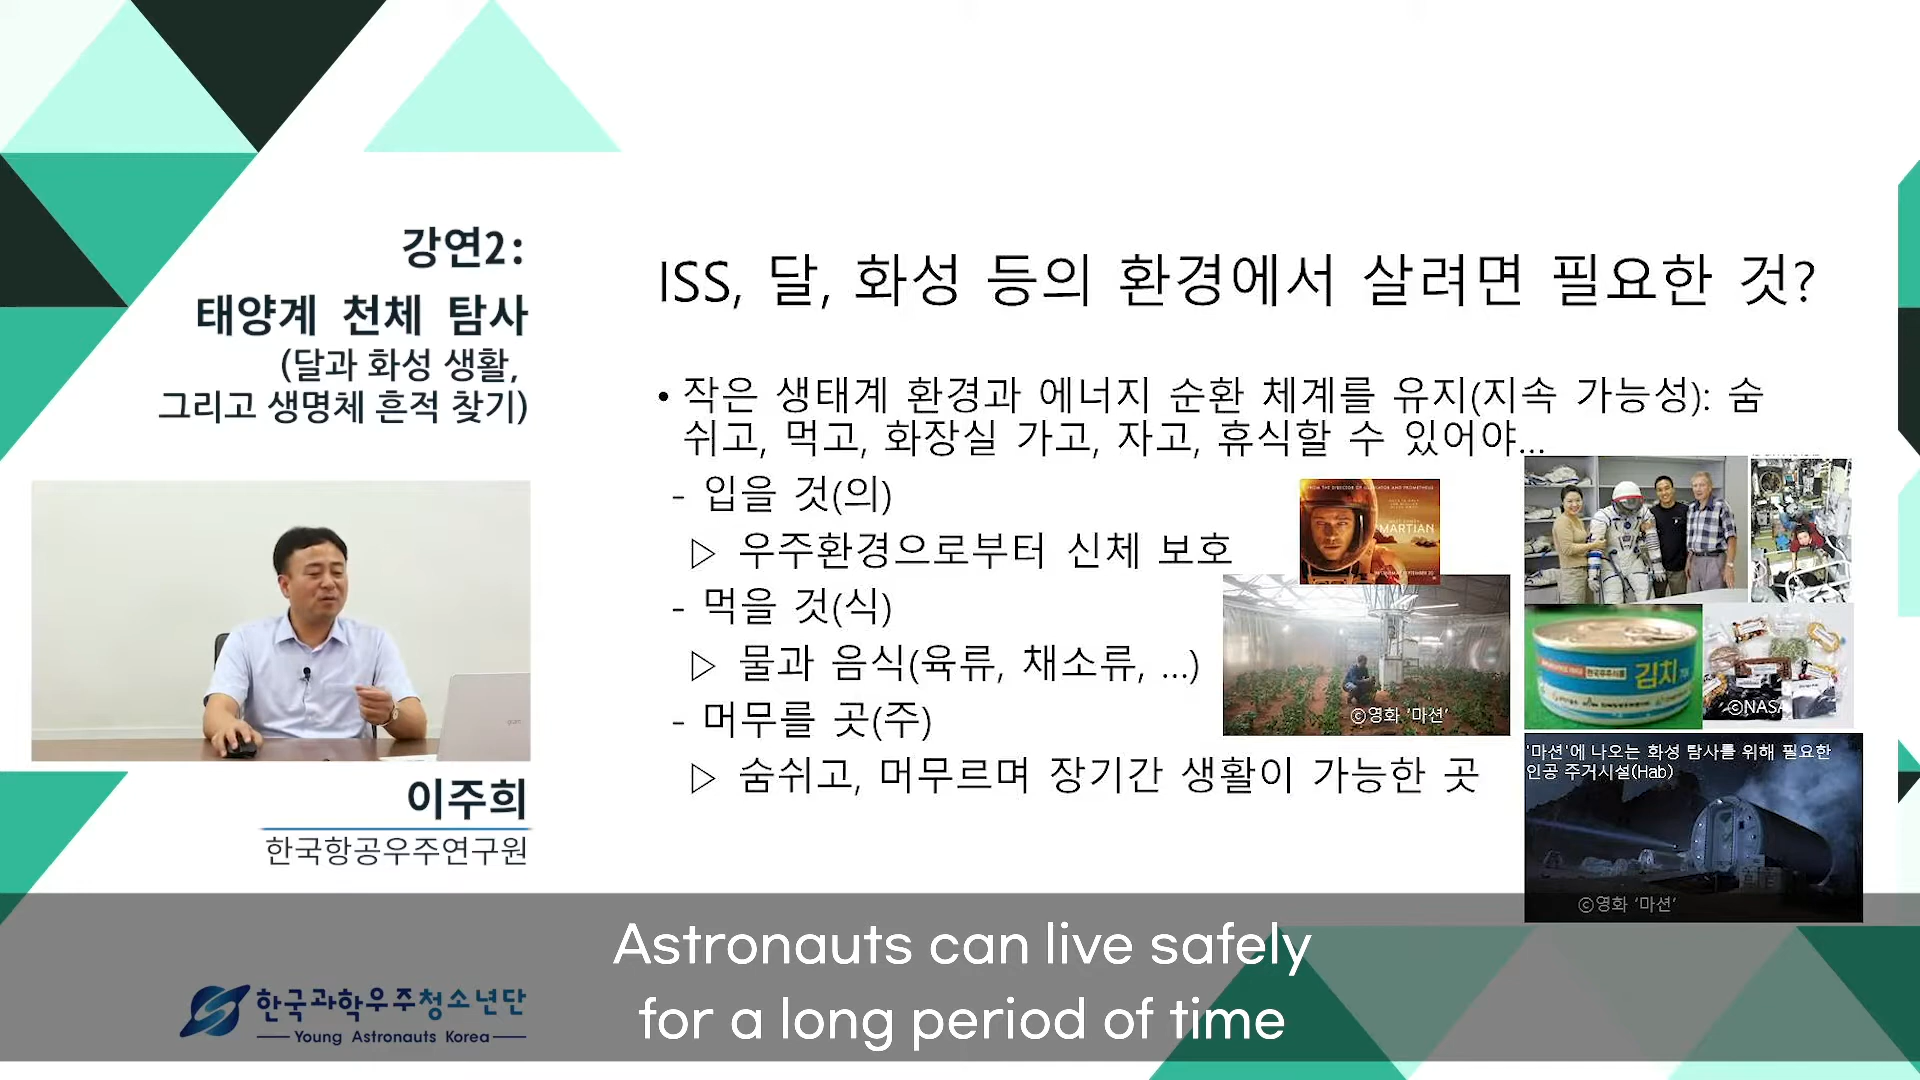 강연2:
태양계 천체 탐사
(달과 화성 생활,
그리고 생명체 흔적 찾기)
이주희
한국항공우주연구원
ISS, 달, 화성 등의 환경에서 살려면 필요한 것?
• 작은 생태계 환경과 에너지 순환 체계를 유지(지속 가능성): 숨
쉬고, 먹고, 화장실 가고, 자고, 휴식할 수 있어야...
- 입을 것(의)
▷ 우주환경으로부터 신체 보호
- 먹을 것(식)
▷ 물과 음식(육류, 채소류, ...)
- 머무를 곳(주)
▷ 숨쉬고, 머무르며 장기간 생활이 가능한 곳
MARTIAN
ⓒ영화 '마션'
김치
ⓒNASA
'마션'에 나오는 화성 탐사를 위해 필요한
인공 주거시설(Hab)
ⓒ영화 '마션'
Astronauts can live safely
for a long period of time
한국과학우주청소년단
Young Astronauts Korea